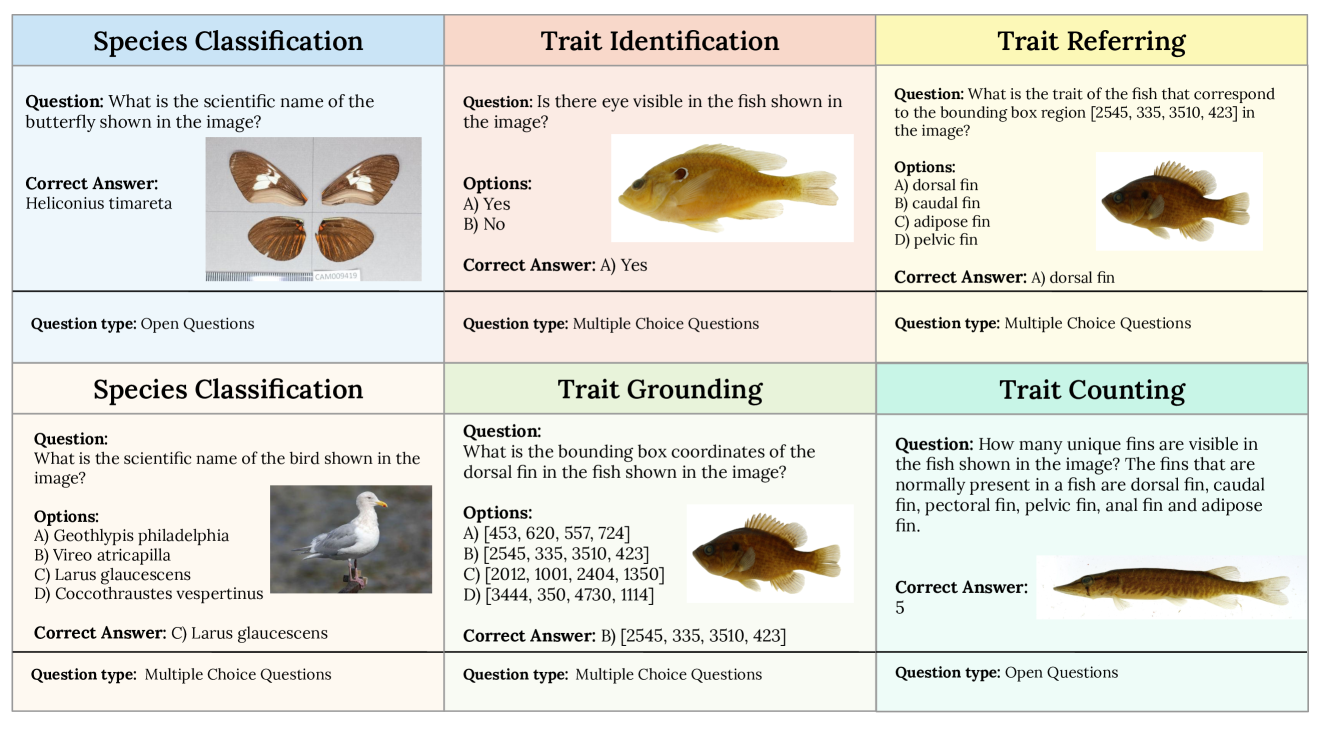 Species Classification
Question: What is the scientific name of the
butterfly shown in the image?
Correct Answer:
Heliconius timareta
CAM009419
Question type: Open Questions
Trait Identification
Question: Is there eye visible in the fish shown in
the image?
Options:
A) Yes
B) No
Correct Answer: A) Yes
Question type: Multiple Choice Questions
Trait Referring
Question: What is the trait of the fish that correspond
to the bounding box region [2545, 335, 3510, 423] in
the image?
Options:
A) dorsal fin
B) caudal fin
C) adipose fin
D) pelvic fin
Correct Answer: A) dorsal fin
Question type: Multiple Choice Questions
Species Classification
Question:
What is the scientific name of the bird shown in the
image?
Options:
A) Geothlypis philadelphia
B) Vireo atricapilla
C) Larus glaucescens
D) Coccothraustes vespertinus
Correct Answer: C) Larus glaucescens
Question type: Multiple Choice Questions
Trait Grounding
Question:
What is the bounding box coordinates of the
dorsal fin in the fish shown in the image?
Options:
A) [453, 620, 557, 724]
B) [2545, 335, 3510, 423]
C) [2012, 1001, 2404, 1350]
D) [3444, 350, 4730, 1114]
Correct Answer: B) [2545, 335, 3510, 423]
Question type: Multiple Choice Questions
Trait Counting
Question: How many unique fins are visible in
the fish shown in the image? The fins that are
normally present in a fish are dorsal fin, caudal
fin, pectoral fin, pelvic fin, anal fin and adipose
fin.
Correct Answer:
5
Question type: Open Questions